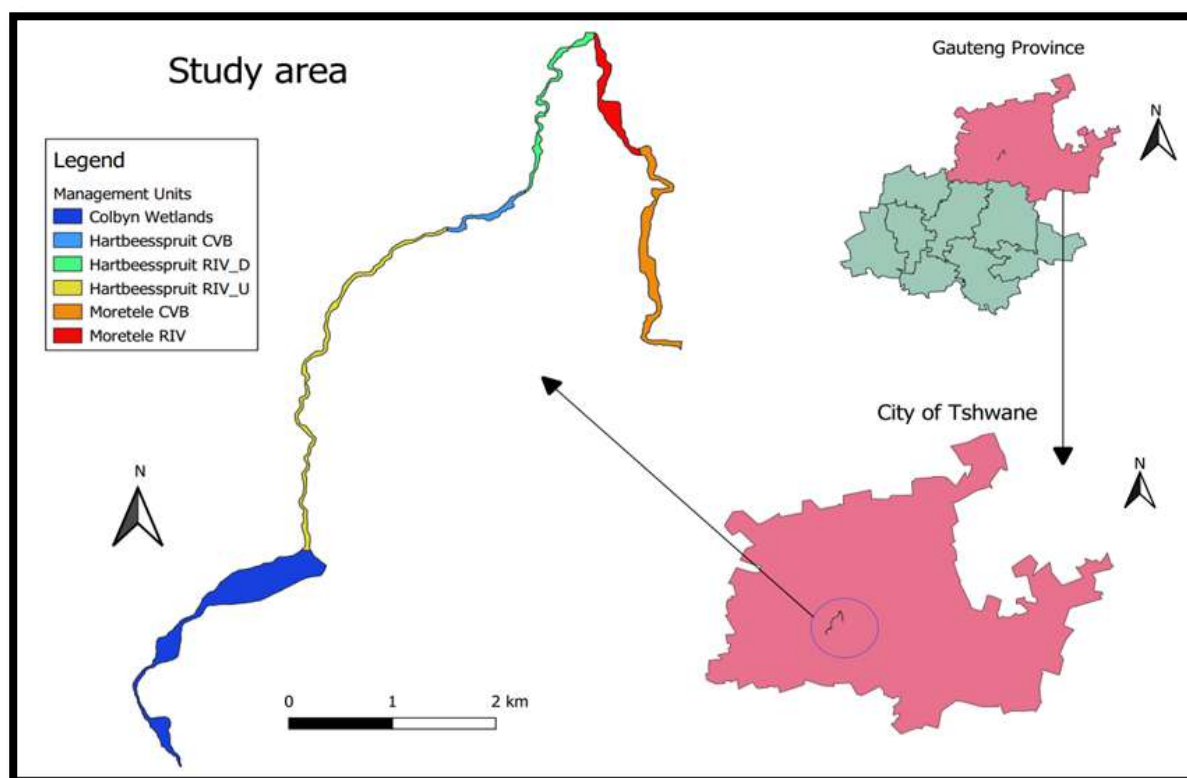 Study area
Legend
Management Units
Colbyn Wetlands
Hartbeesspruit CVB
Hartbeesspruit RIV_D
Hartbeesspruit RIV_U
Moretele CVB
Moretele RIV
N
0 1 2 km
Gauteng Province
N
City of Tshwane
N